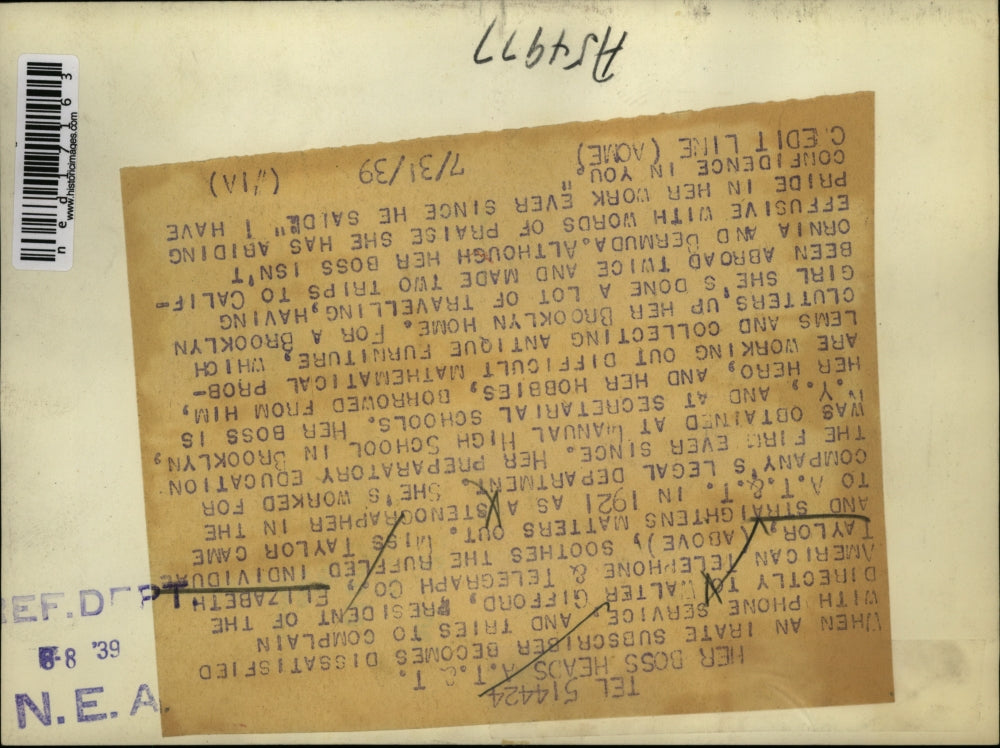 A54977
TEL 514424
HER BOSS HEADS A.T.& T.
WHEN AN IRATE SUBSCRIBER BECOMES DISSATISFIED
WITH PHONE SERVICE AND TRIES TO COMPLAIN
DIRECTLY TO WALTER GIFFORD, PRESIDENT OF THE
AMERICAN TELEPHONE & TELEGRAPH CO, ELIZABETH
TAYLOR, (ABOVE), SOOTHES THE RUFFLED INDIVIDU
AND STRAIGHTENS MATTERS OUT. MISS TAYLOR CAME
TO A.T.& T. IN 1921 AS A STENOGRAPHER IN THE
COMPANY'S LEGAL DEPARTMENT. SHE'S WORKED FOR
THE FIRM EVER SINCE. HER PREPARATORY EDUCATION
WAS OBTAINED AT MANUAL HIGH SCHOOL IN BROOKLYN,
N.Y., AND AT SECRETARIAL SCHOOLS. HER BOSS IS
HER HERO, AND HER HOBBIES, BORROWED FROM HIM,
ARE WORKING OUT DIFFICULT MATHEMATICAL PROB-
LEMS AND COLLECTING ANTIQUE FURNITURE, WHICH
CLUTTERS UP HER BROOKLYN HOME. FOR A BROOKLYN
GIRL SHE'S DONE A LOT OF TRAVELLING, HAVING
BEEN ABROAD TWICE AND MADE TWO TRIPS TO CALIF-
ORNIA AND BERMUDA. ALTHOUGH HER BOSS ISN'T
EFFUSIVE WITH WORDS OF PRAISE SHE HAS ABIDING
PRIDE IN HER WORK EVER SINCE HE SAID: "I HAVE
CONFIDENCE IN YOU."
C.EDIT LINE (ACME) 7/31/39 (VIA)
REF.DEPT.
8-8 '39
N.E.A.
ned 17163
www.historicimages.com